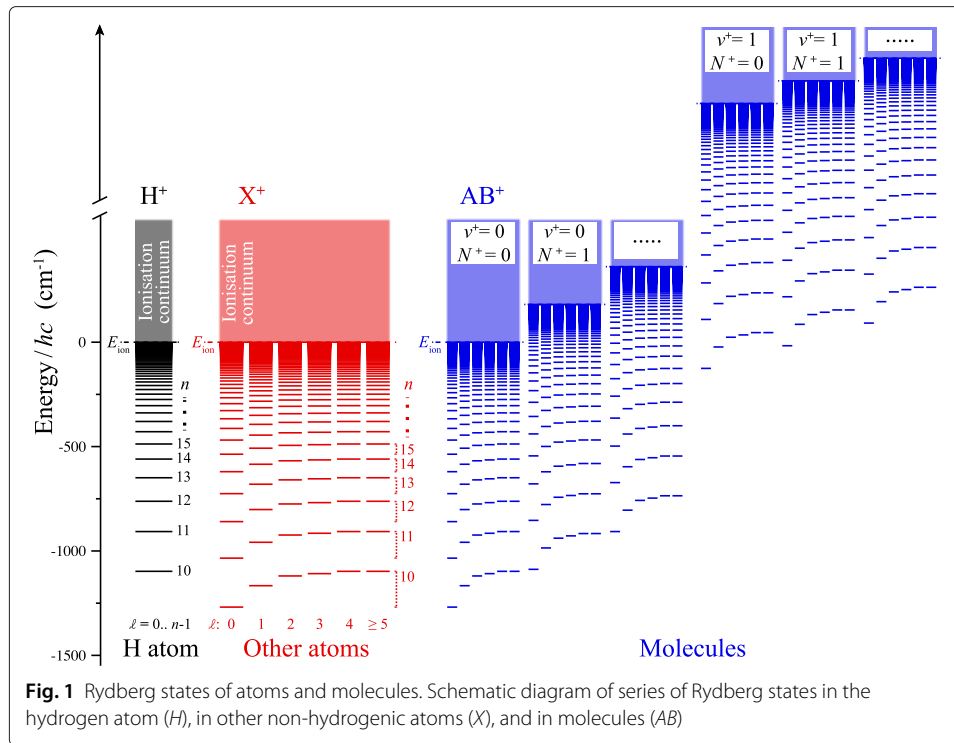 v⁺= 1
N⁺= 0
v⁺= 1
N⁺= 1
.....
H⁺
X⁺
AB⁺
Ionisation
continuum
Ionisation
continuum
v⁺= 0
N⁺= 0
v⁺= 0
N⁺= 1
.....
Energy / hc (cm⁻¹)
0
-500
-1000
-1500
E_ion
E_ion
E_ion
n
15
14
13
12
11
10
n
15
14
13
12
11
10
ℓ = 0.. n-1
ℓ: 0 1 2 3 4 ≥ 5
H atom
Other atoms
Molecules
Fig. 1 Rydberg states of atoms and molecules. Schematic diagram of series of Rydberg states in the
hydrogen atom (H), in other non-hydrogenic atoms (X), and in molecules (AB)